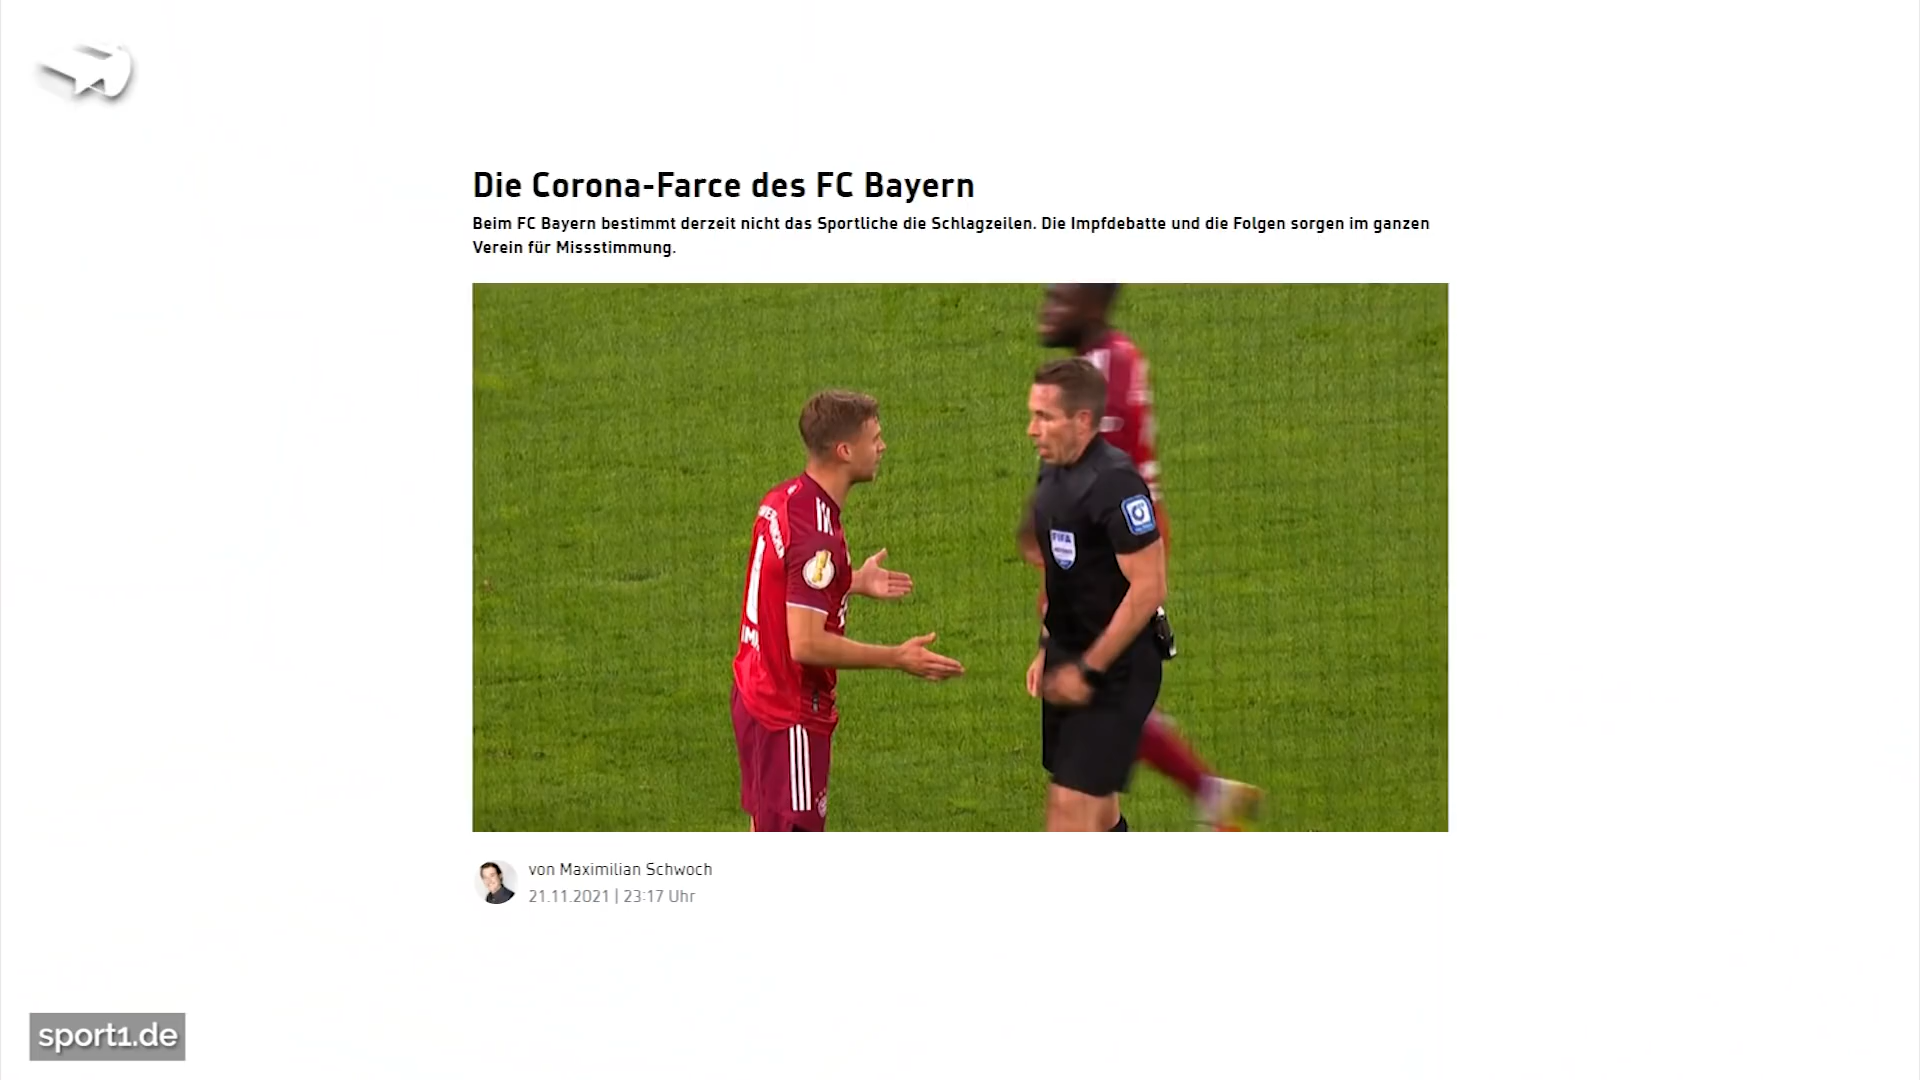 Die Corona-Farce des FC Bayern
Beim FC Bayern bestimmt derzeit nicht das Sportliche die Schlagzeilen. Die Impfdebatte und die Folgen sorgen im ganzen
Verein für Missstimmung.
FIFA
von Maximilian Schwoch
21.11.2021 | 23:17 Uhr
sport1.de